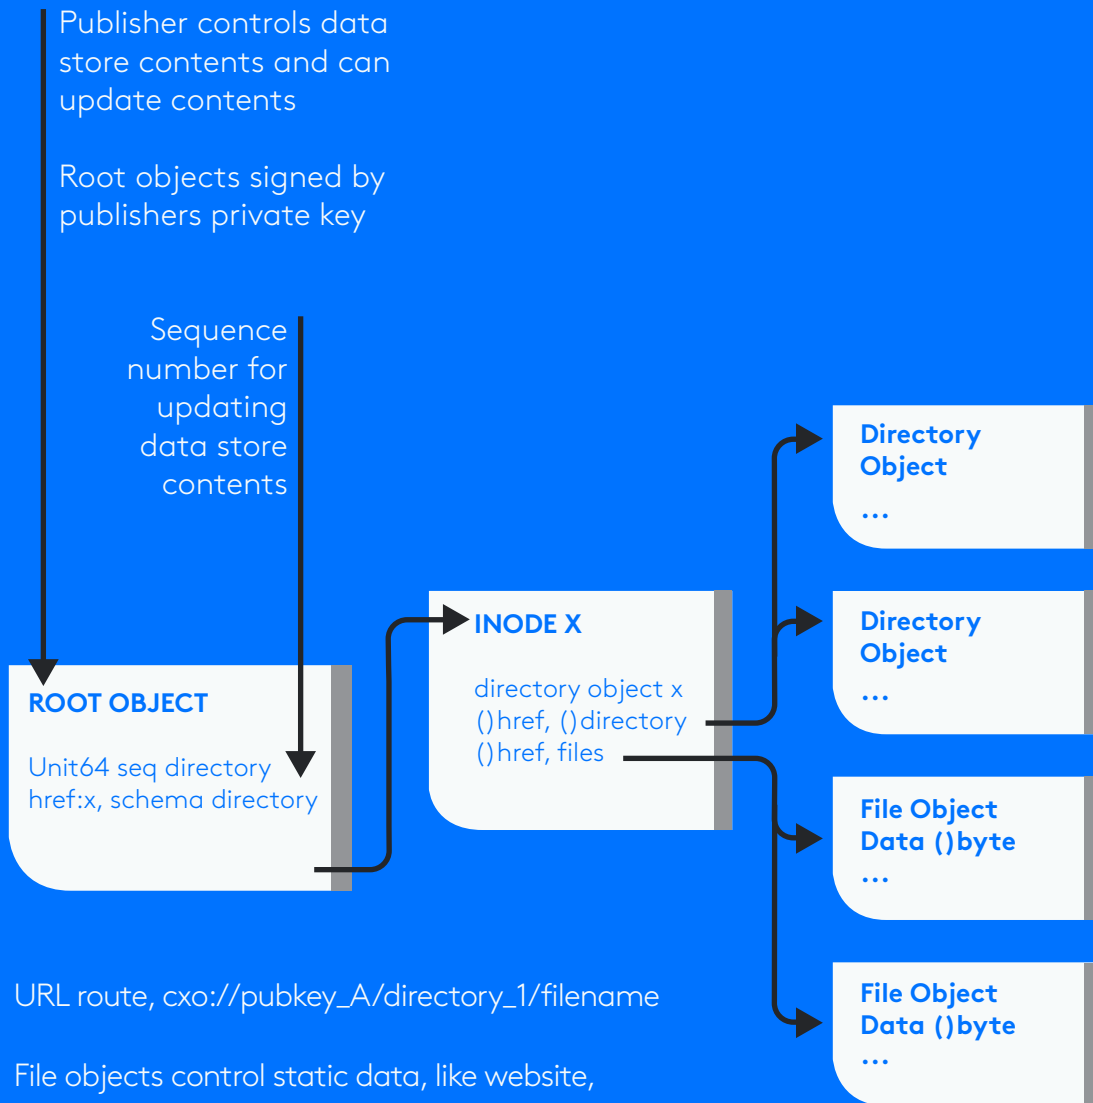 Publisher controls data
store contents and can
update contents
Root objects signed by
publishers private key
Sequence
number for
updating
data store
contents
ROOT OBJECT
Unit64 seq directory
href:x, schema directory
INODE X
directory object x
()href, ()directory
()href, files
Directory
Object
...
Directory
Object
...
File Object
Data ()byte
...
File Object
Data ()byte
...
URL route, cxo://pubkey_A/directory_1/filename
File objects control static data, like website,